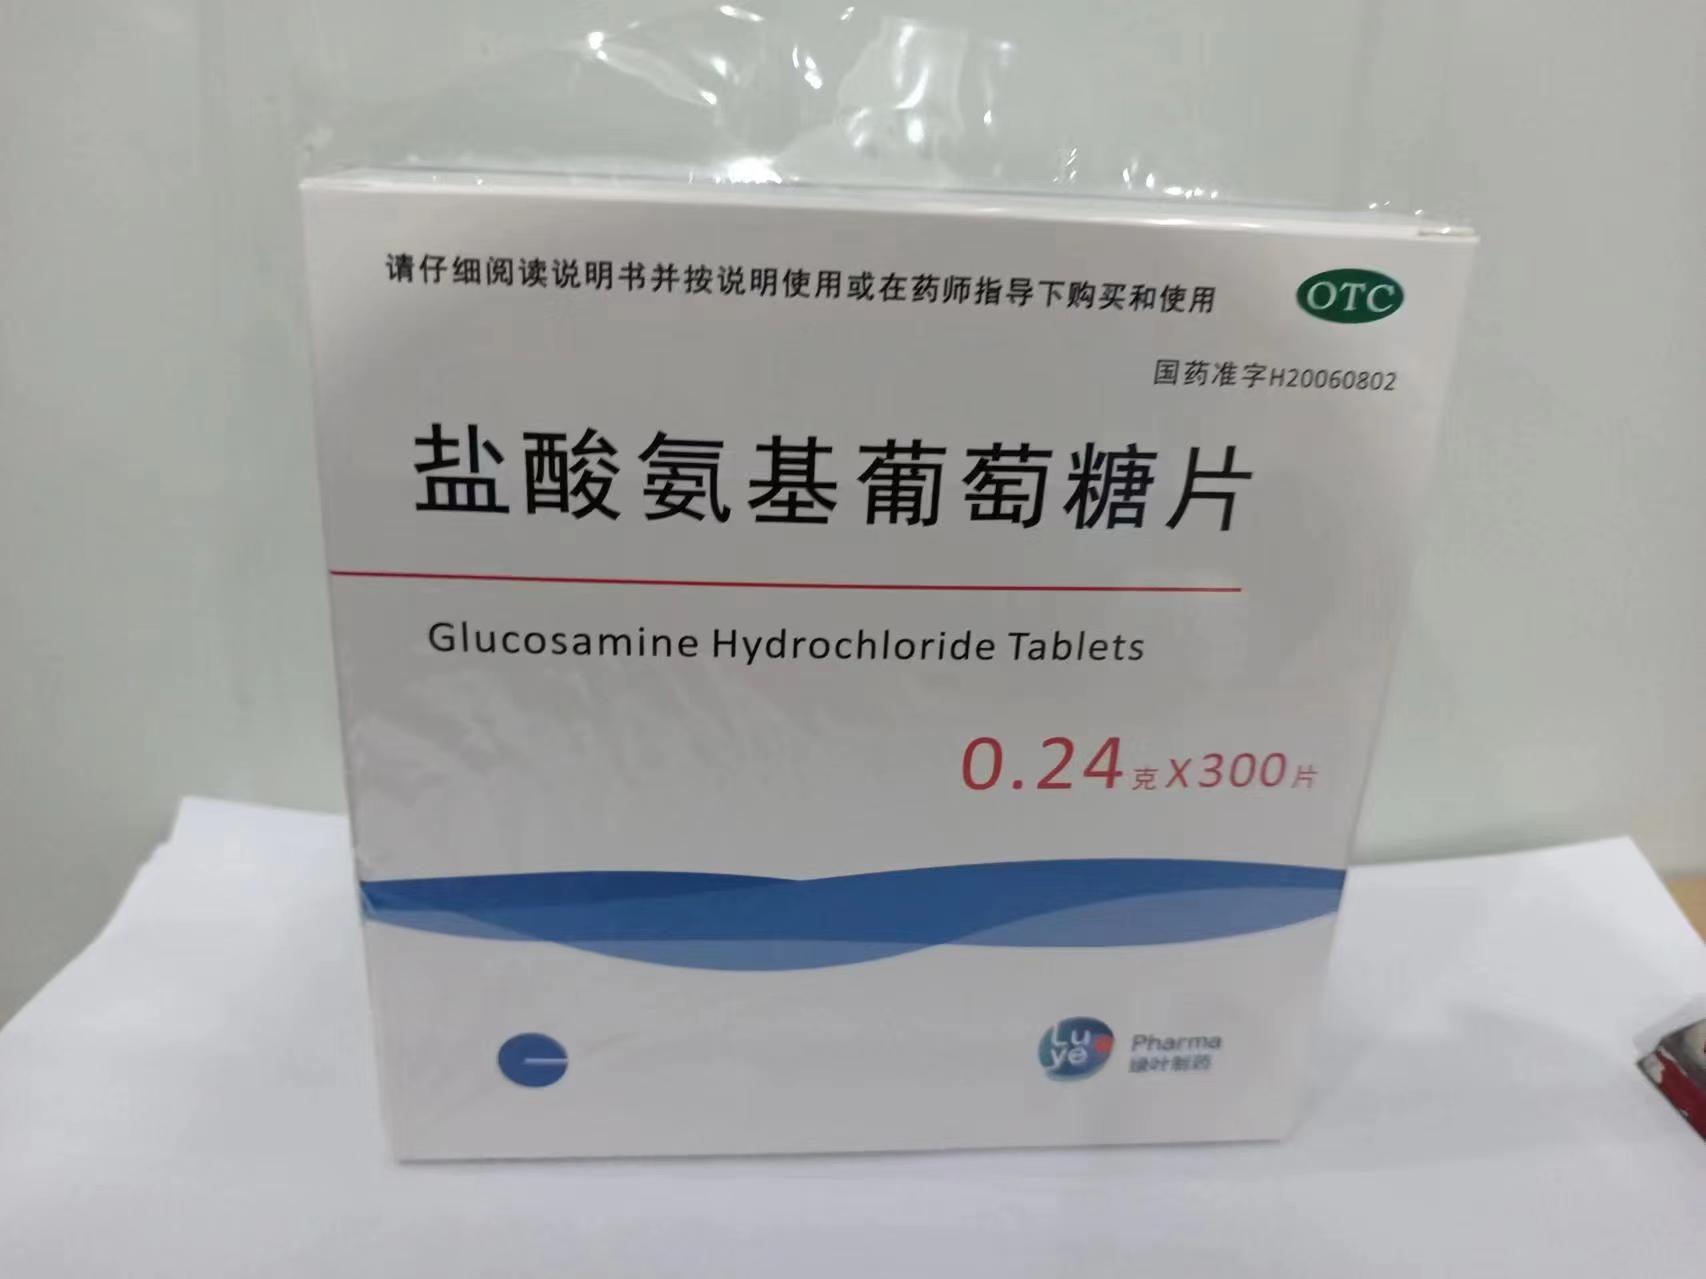 请仔细阅读说明书并按说明使用或在药师指导下购买和使用
OTC
国药准字H20060802
盐酸氨基葡萄糖片
Glucosamine Hydrochloride Tablets
0.24克X300片
Lu
ye
Pharma
绿叶制药